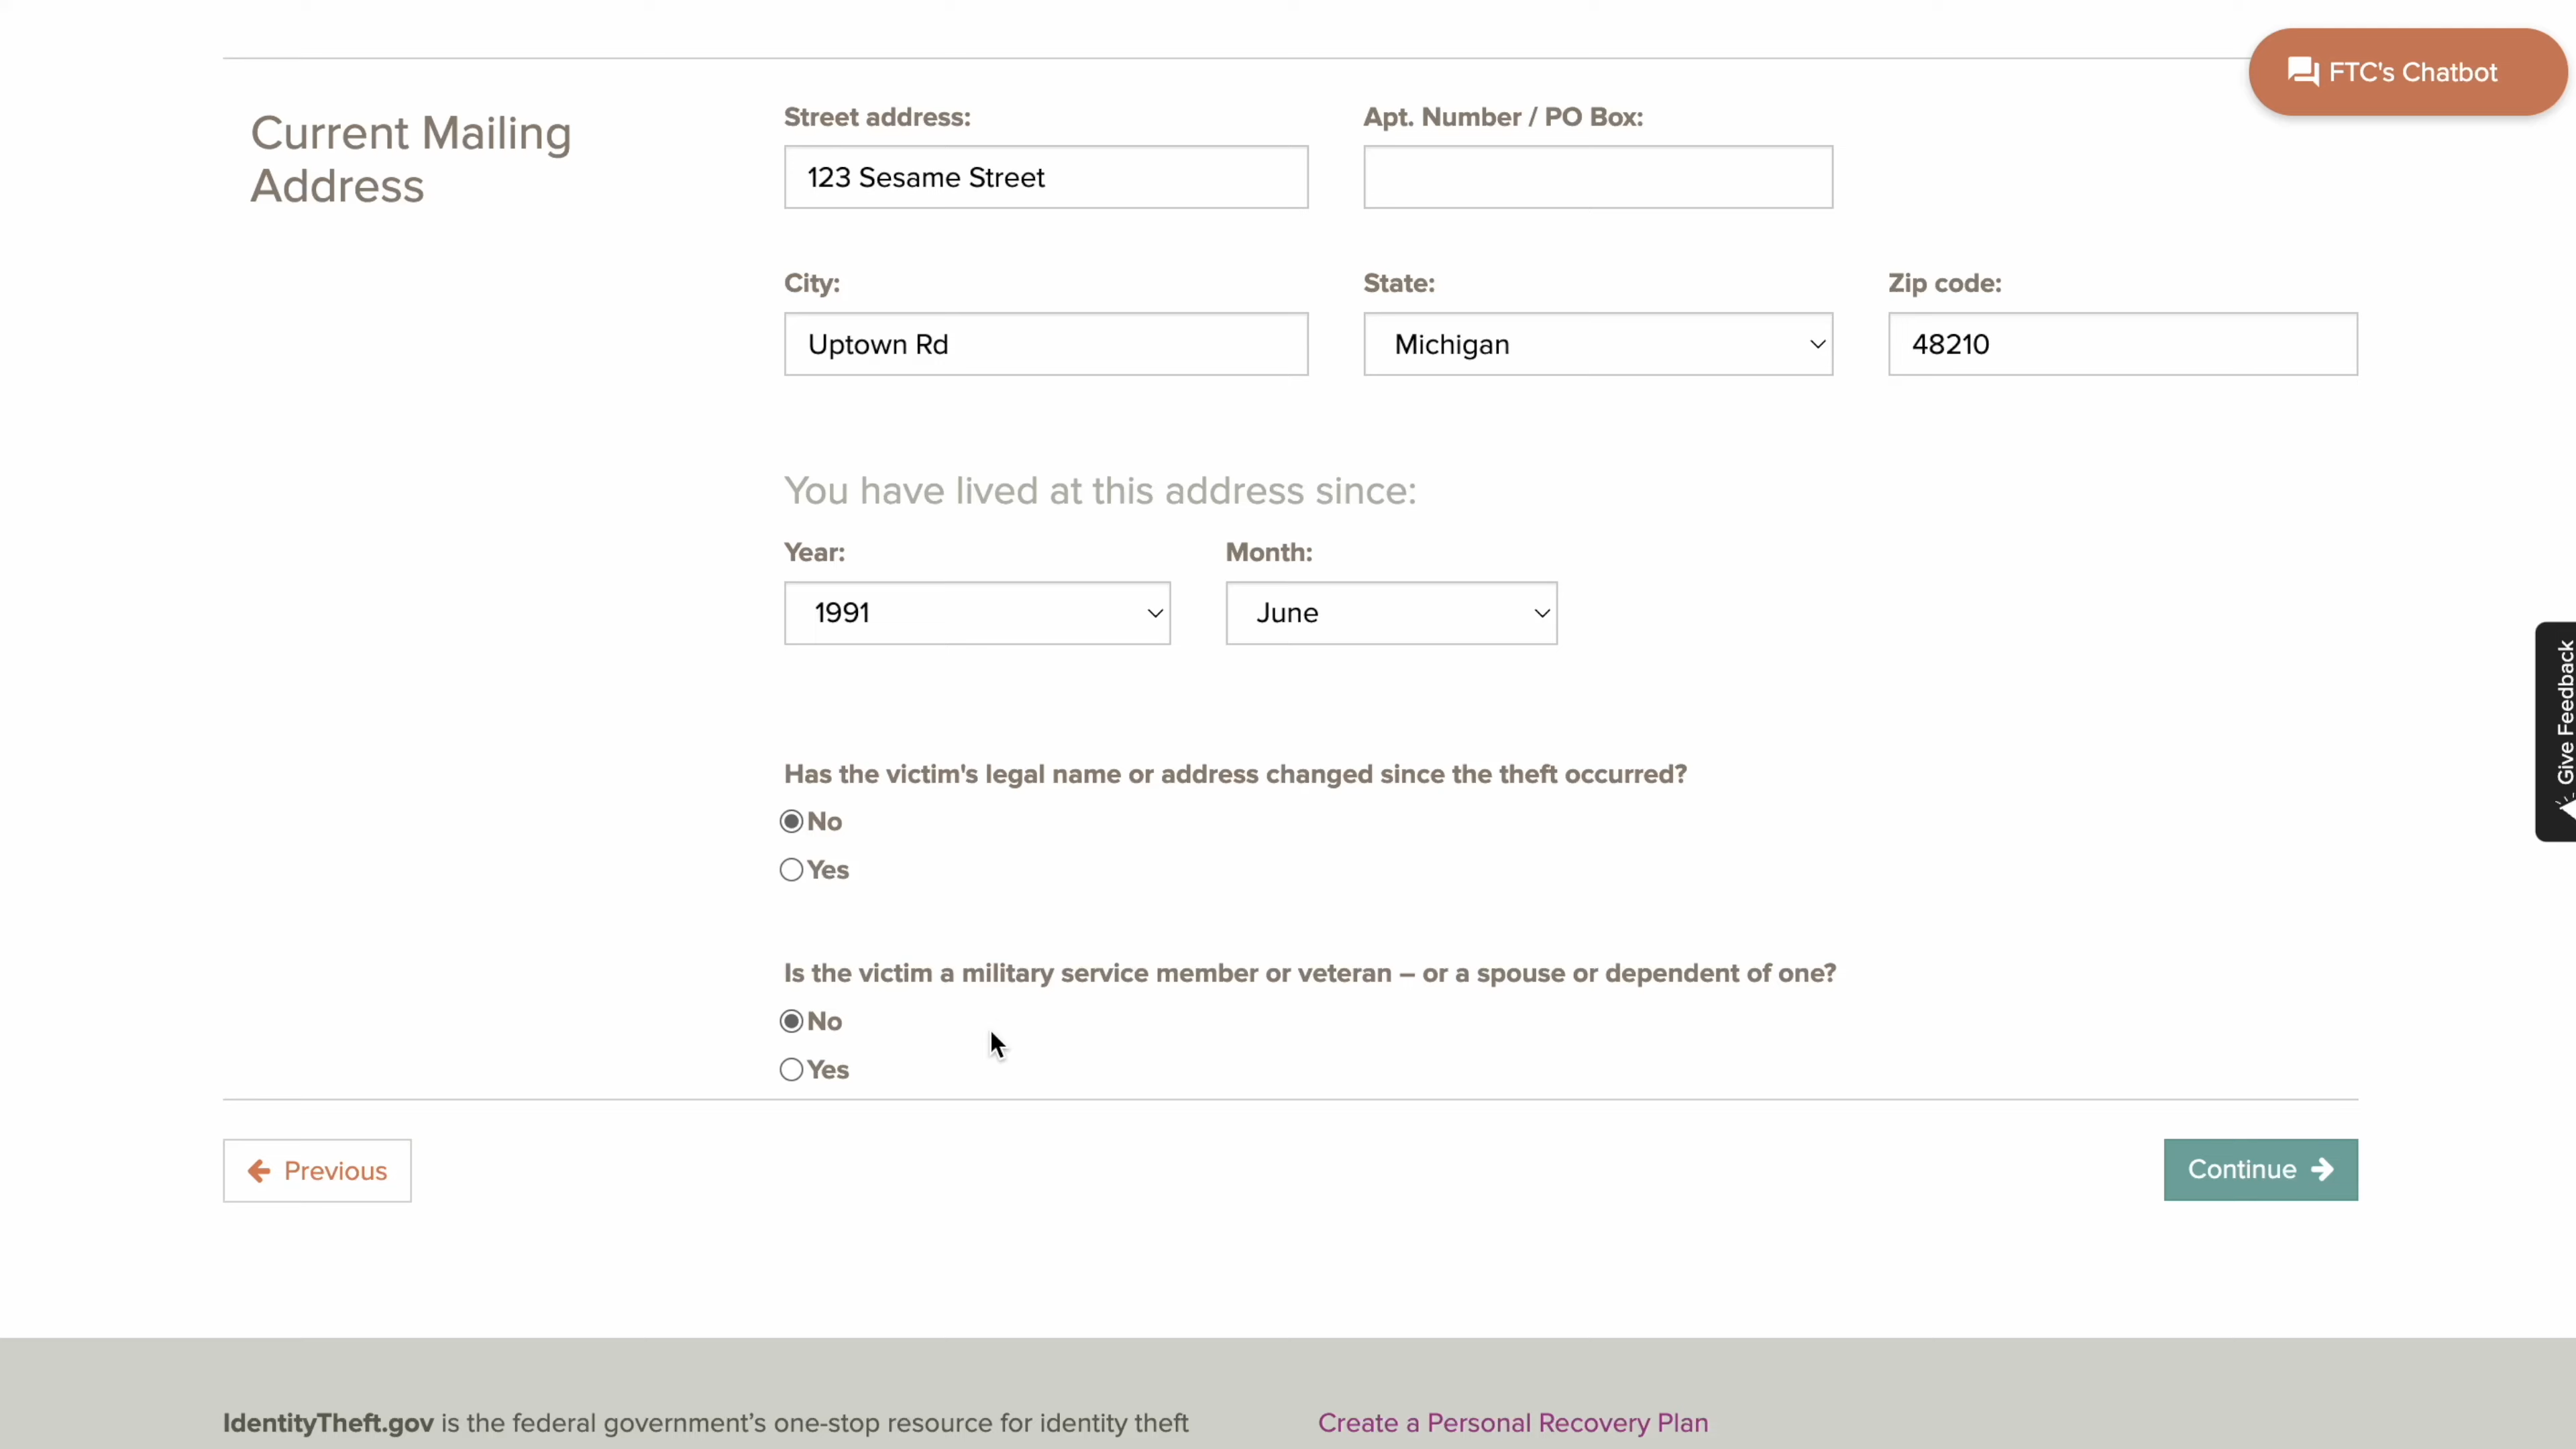 FTC's Chatbot
Current Mailing
Address
Street address:
Apt. Number / PO Box:
123 Sesame Street
City:
State:
Zip code:
Uptown Rd
Michigan
48210
You have lived at this address since:
Year:
Month:
1991
June
Give Feedback
Has the victim's legal name or address changed since the theft occurred?
No
Yes
Is the victim a military service member or veteran – or a spouse or dependent of one?
No
Yes
Previous
Continue
IdentityTheft.gov is the federal government's one-stop resource for identity theft
Create a Personal Recovery Plan